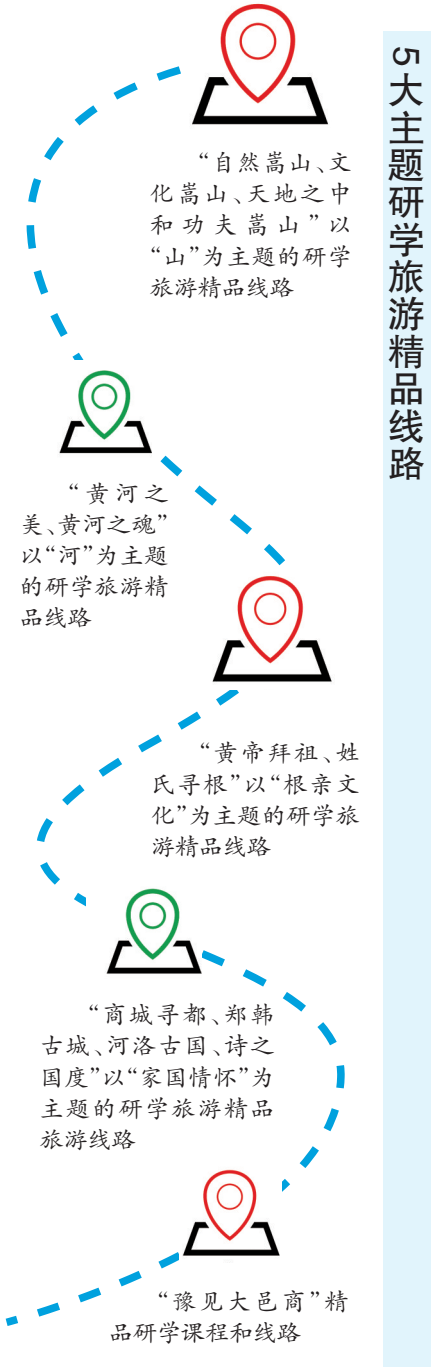 5大主题研学旅游精品线路
“自然嵩山、文
化嵩山、天地之中
和功夫嵩山”以
“山”为主题的研学
旅游精品线路
“黄河之
美、黄河之魂”
以“河”为主题
的研学旅游精
品线路
“黄帝拜祖、姓
氏寻根”以“根亲文
化”为主题的研学旅
游精品线路
“商城寻都、郑韩
古城、河洛古国、诗之
国度”以“家国情怀”为
主题的研学旅游精品
旅游线路
“豫见大邑商”精
品研学课程和线路